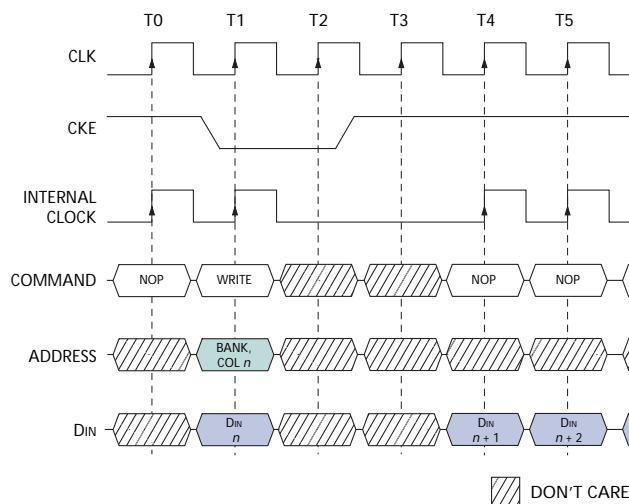 T0 T1 T2 T3 T4 T5
CLK
CKE
INTERNAL
CLOCK
COMMAND NOP WRITE NOP NOP
ADDRESS BANK,
COL n
DIN DIN
n DIN
n + 1 DIN
n + 2
DON'T CARE